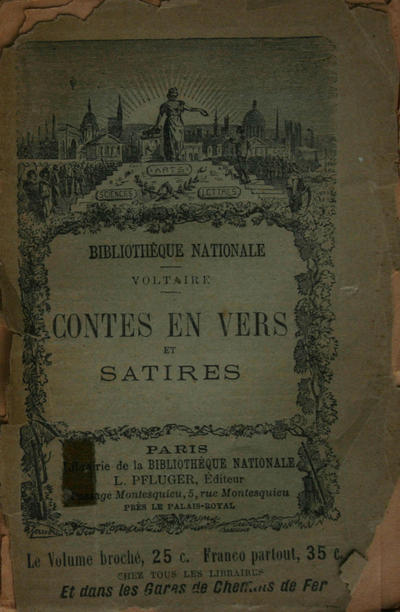 ARTS
SCIENCES
LETTRES
BIBLIOTHÈQUE NATIONALE
VOLTAIRE
CONTES EN VERS
ET
SATIRES
PARIS
de la BIBLIOTHÈQUE NATIONALE
L. PFLUGER, Éditeur
Montesquieu, 5, rue Montesquieu
PRÈS LE PALAIS-ROYAL
Le Volume broché, 25 c. Franco partout, 35 c.
CHEZ TOUS LES LIBRAIRES
Et dans les Gares de Chemins de Fer